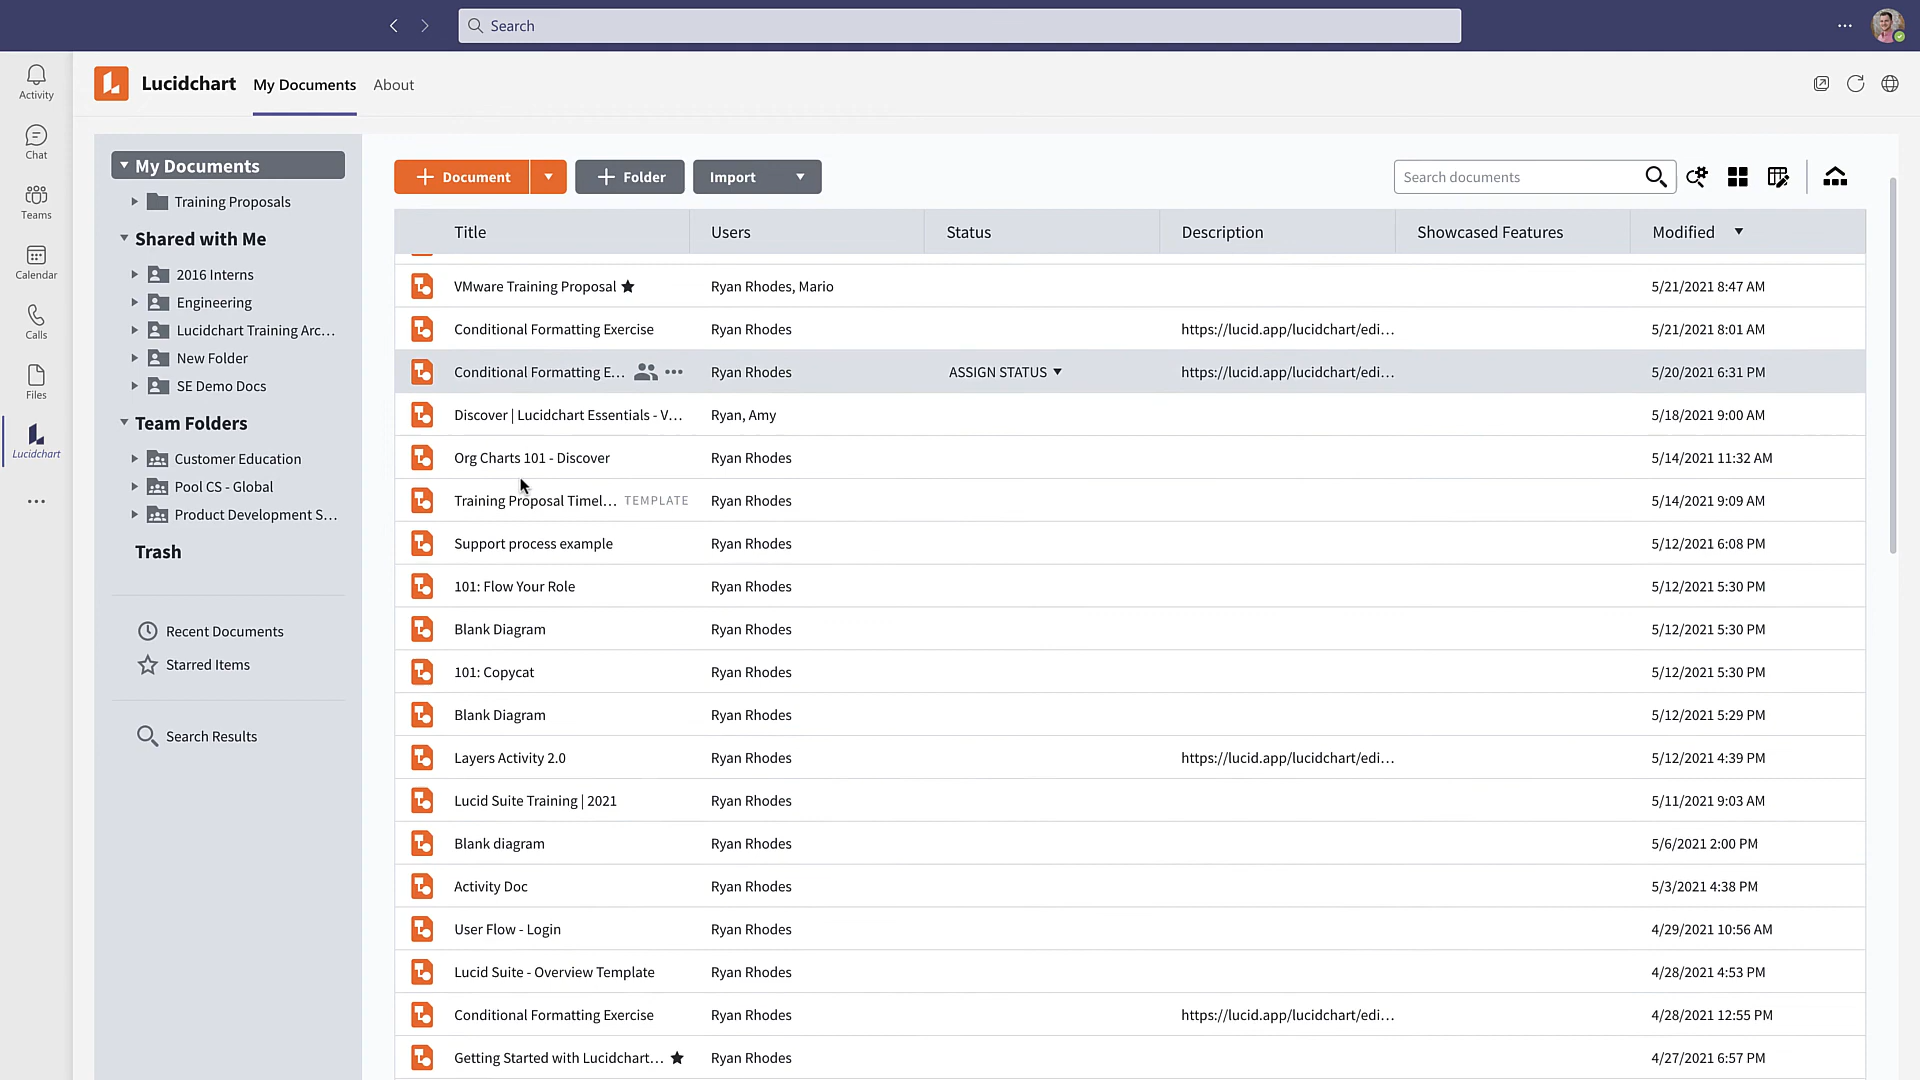 Search
Activity
Chat
Teams
Calendar
Calls
Files
Lucidchart
Lucidchart My Documents About
My Documents
Training Proposals
Shared with Me
2016 Interns
Engineering
Lucidchart Training Arc...
New Folder
SE Demo Docs
Team Folders
Customer Education
Pool CS - Global
Product Development S...
Trash
Recent Documents
Starred Items
Search Results
+ Document + Folder Import Search documents
Title Users Status Description Showcased Features Modified
VMware Training Proposal Ryan Rhodes, Mario 5/21/2021 8:47 AM
Conditional Formatting Exercise Ryan Rhodes https://lucid.app/lucidchart/edi... 5/21/2021 8:01 AM
Conditional Formatting E... Ryan Rhodes ASSIGN STATUS https://lucid.app/lucidchart/edi... 5/20/2021 6:31 PM
Discover | Lucidchart Essentials - V... Ryan, Amy 5/18/2021 9:00 AM
Org Charts 101 - Discover Ryan Rhodes 5/14/2021 11:32 AM
Training Proposal Timel... TEMPLATE Ryan Rhodes 5/14/2021 9:09 AM
Support process example Ryan Rhodes 5/12/2021 6:08 PM
101: Flow Your Role Ryan Rhodes 5/12/2021 5:30 PM
Blank Diagram Ryan Rhodes 5/12/2021 5:30 PM
101: Copycat Ryan Rhodes 5/12/2021 5:30 PM
Blank Diagram Ryan Rhodes 5/12/2021 5:29 PM
Layers Activity 2.0 Ryan Rhodes https://lucid.app/lucidchart/edi... 5/12/2021 4:39 PM
Lucid Suite Training | 2021 Ryan Rhodes 5/11/2021 9:03 AM
Blank diagram Ryan Rhodes 5/6/2021 2:00 PM
Activity Doc Ryan Rhodes 5/3/2021 4:38 PM
User Flow - Login Ryan Rhodes 4/29/2021 10:56 AM
Lucid Suite - Overview Template Ryan Rhodes 4/28/2021 4:53 PM
Conditional Formatting Exercise Ryan Rhodes https://lucid.app/lucidchart/edi... 4/28/2021 12:55 PM
Getting Started with Lucidchart... Ryan Rhodes 4/27/2021 6:57 PM